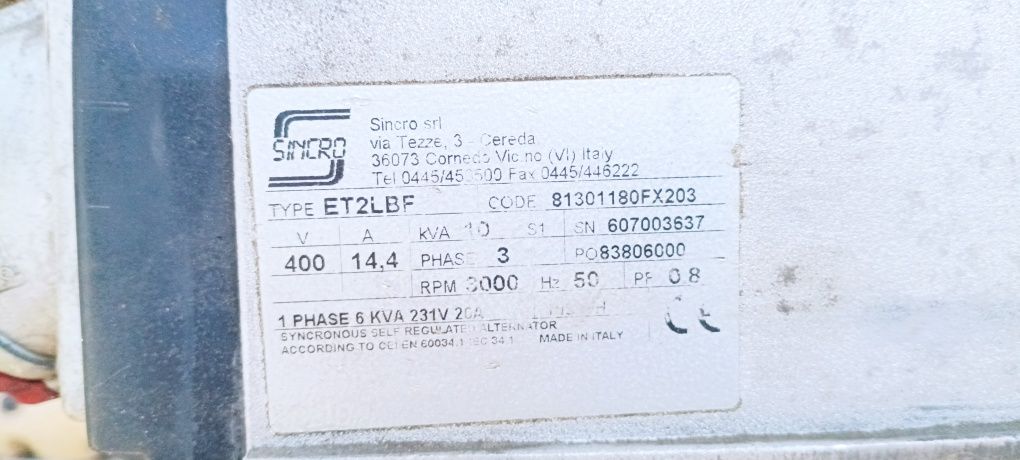 SINCRO
Sincro srl
via Tezze, 3 - Cereda
36073 Cornedo Vic.no (VI) Italy
Tel 0445/450500 Fax 0445/446222
TYPE ET2LBF CODE 81301180FX203
V A kVA 10 S1 SN 607003637
400 14,4 PHASE 3 PO83806000
RPM 3000 Hz 50 PF 0.8
1 PHASE 6 KVA 231V 26A
SYNCRONOUS SELF REGULATED ALTERNATOR
ACCORDING TO CEI EN 60034.1 IEC 34.1 MADE IN ITALY
CE